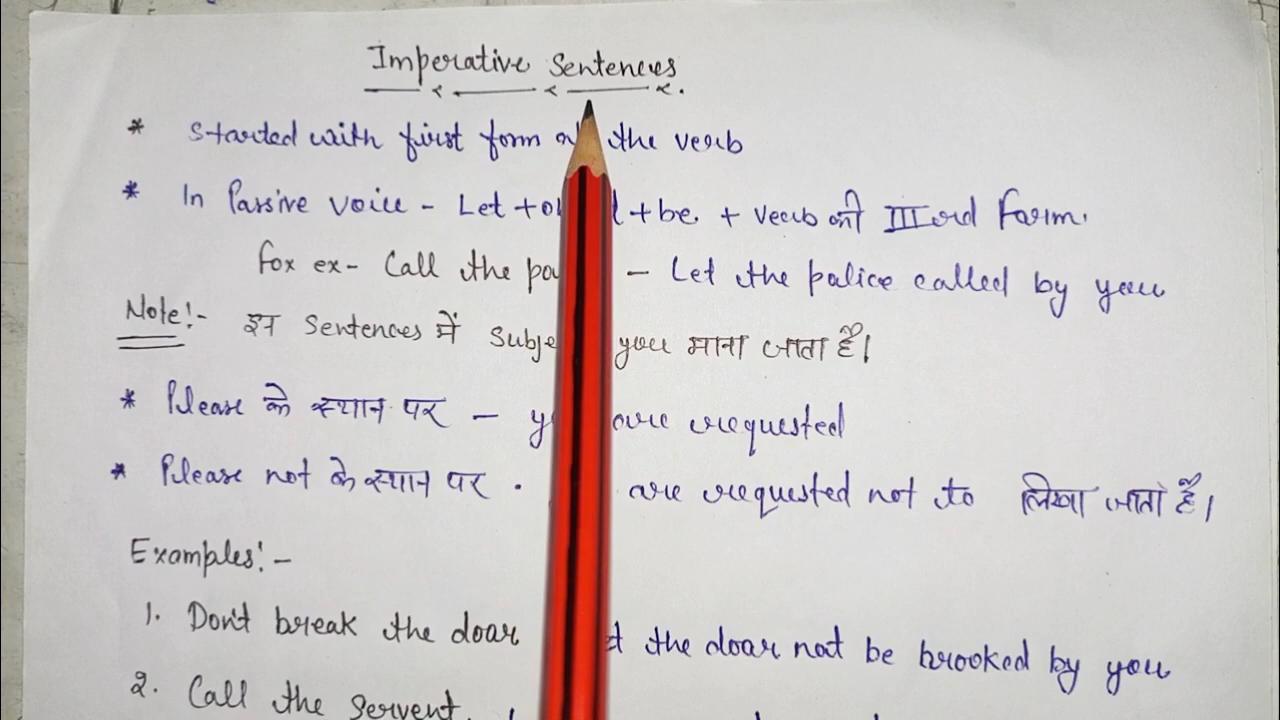 Imperative Sentences
* Started with first form the verb
* In Passive voice - Let + + be + verb की IIIrd Form.
For ex- Call the - Let the police called by you
Note:- इन Sentences में you माना जाता है।
* Please के स्थान पर - are requested
* Please not के स्थान पर - are requested not to लिखा जाता है।
Examples:-
1. Don't break the doar the doar not be brooked by you
2. Call the servent.